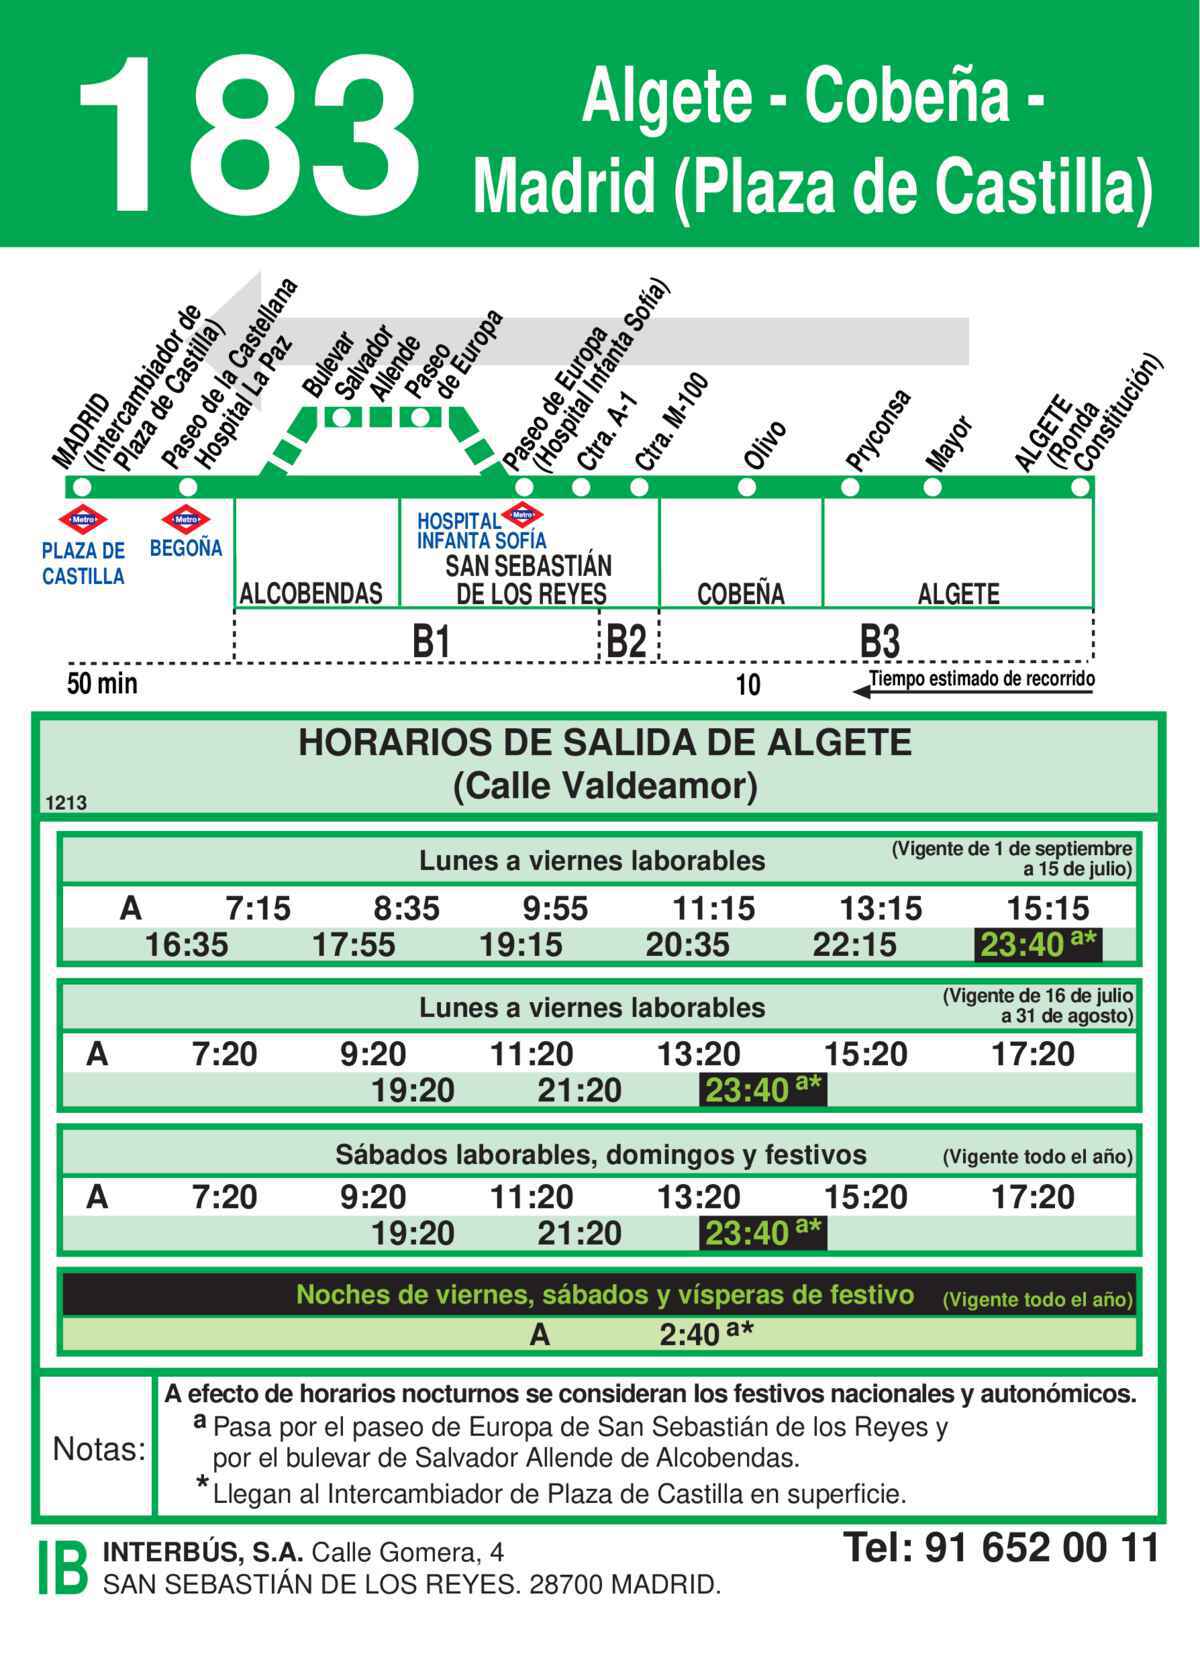 183
Algete - Cobeña -
Madrid (Plaza de Castilla)
MADRID
(Intercambiador de
Plaza de Castilla)
Paseo de la Castellana
Hospital La Paz
Bulevar
Salvador
Allende
Paseo
de Europa
Paseo de Europa
(Hospital Infanta Sofía)
Ctra. A-1
Ctra. M-100
Olivo
Pryconsa
Mayor
ALGETE
(Ronda
Constitución)
Metro
PLAZA DE
CASTILLA
Metro
BEGOÑA
Metro
HOSPITAL
INFANTA SOFÍA
ALCOBENDAS
SAN SEBASTIÁN
DE LOS REYES
COBEÑA
ALGETE
B1 B2 B3
50 min 10 Tiempo estimado de recorrido
HORARIOS DE SALIDA DE ALGETE
(Calle Valdeamor)
1213
Lunes a viernes laborables
(Vigente de 1 de septiembre
a 15 de julio)
A 7:15 8:35 9:55 11:15 13:15 15:15
16:35 17:55 19:15 20:35 22:15 23:40 a*
Lunes a viernes laborables
(Vigente de 16 de julio
a 31 de agosto)
A 7:20 9:20 11:20 13:20 15:20 17:20
19:20 21:20 23:40 a*
Sábados laborables, domingos y festivos (Vigente todo el año)
A 7:20 9:20 11:20 13:20 15:20 17:20
19:20 21:20 23:40 a*
Noches de viernes, sábados y vísperas de festivo (Vigente todo el año)
A 2:40 a*
Notas:
A efecto de horarios nocturnos se consideran los festivos nacionales y autonómicos.
a Pasa por el paseo de Europa de San Sebastián de los Reyes y
por el bulevar de Salvador Allende de Alcobendas.
* Llegan al Intercambiador de Plaza de Castilla en superficie.
IB
INTERBÚS, S.A. Calle Gomera, 4
SAN SEBASTIÁN DE LOS REYES. 28700 MADRID.
Tel: 91 652 00 11